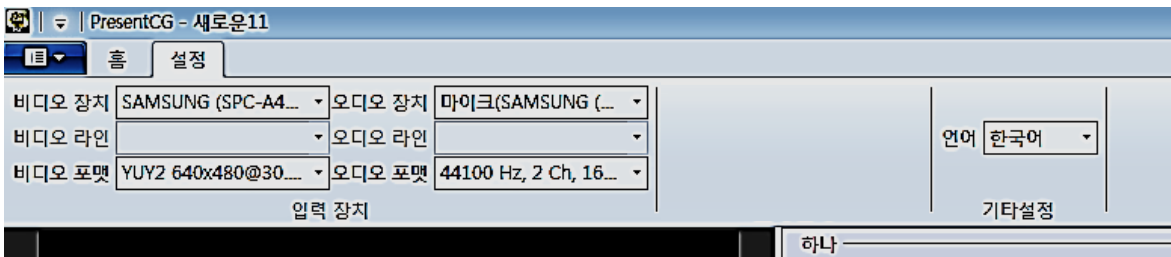 PresentCG - 새로운11
홈 설정
비디오 장치 SAMSUNG (SPC-A4... 오디오 장치 마이크(SAMSUNG (...
비디오 라인 오디오 라인 언어 한국어
비디오 포맷 YUY2 640x480@30.... 오디오 포맷 44100 Hz, 2 Ch, 16...
입력 장치 기타설정
하나